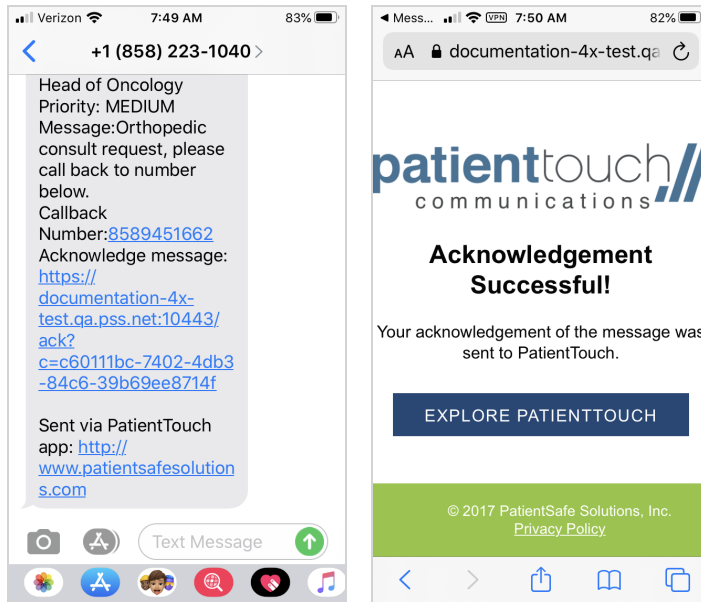 Verizon 7:49 AM 83%
+1 (858) 223-1040
Head of Oncology
Priority: MEDIUM
Message:Orthopedic
consult request, please
call back to number
below.
Callback
Number:8589451662
Acknowledge message:
https://
documentation-4x-
test.qa.pss.net:10443/
ack?
c=c60111bc-7402-4db3
-84c6-39b69ee8714f
Sent via PatientTouch
app: http://
www.patientsafesolution
s.com
Text Message
Mess... VPN 7:50 AM 82%
AA documentation-4x-test.qa
patienttouch
communications
Acknowledgement
Successful!
Your acknowledgement of the message was
sent to PatientTouch.
EXPLORE PATIENTTOUCH
© 2017 PatientSafe Solutions, Inc.
Privacy Policy